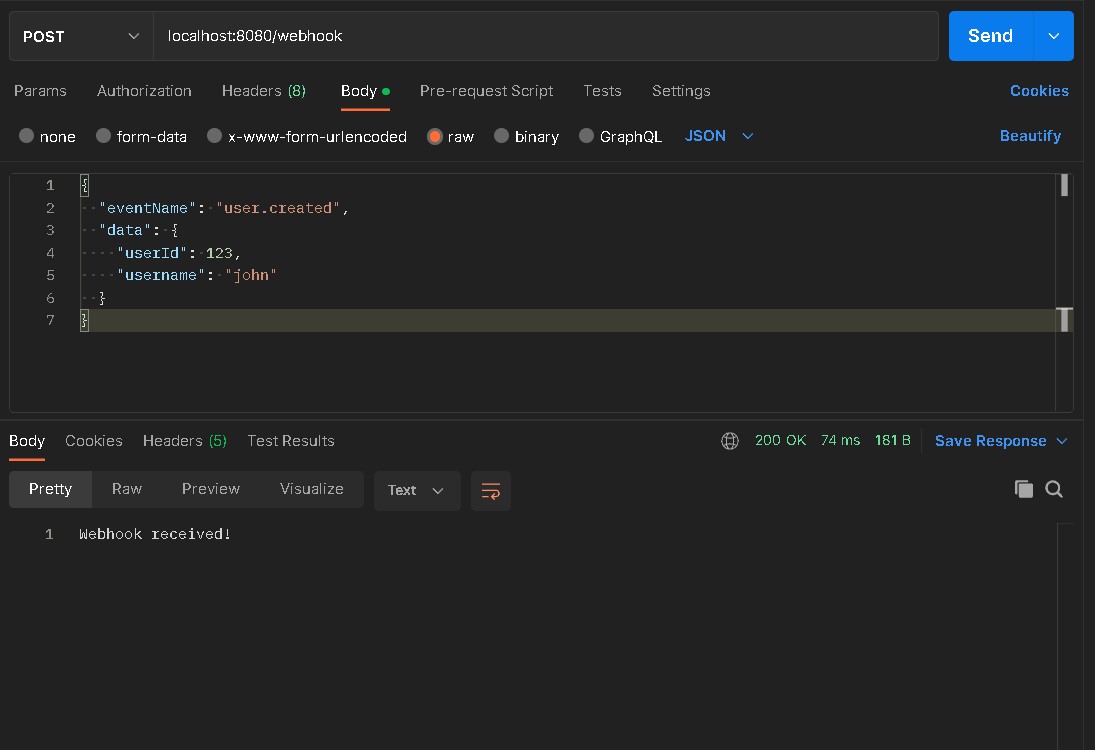 POST localhost:8080/webhook Send
Params Authorization Headers (8) Body Pre-request Script Tests Settings Cookies
none form-data x-www-form-urlencoded raw binary GraphQL JSON Beautify
1 {
2 "eventName": "user.created",
3 "data": {
4 "userId": 123,
5 "username": "john"
6 }
7 }
Body Cookies Headers (5) Test Results 200 OK 74 ms 181 B Save Response
Pretty Raw Preview Visualize Text
1 Webhook received!